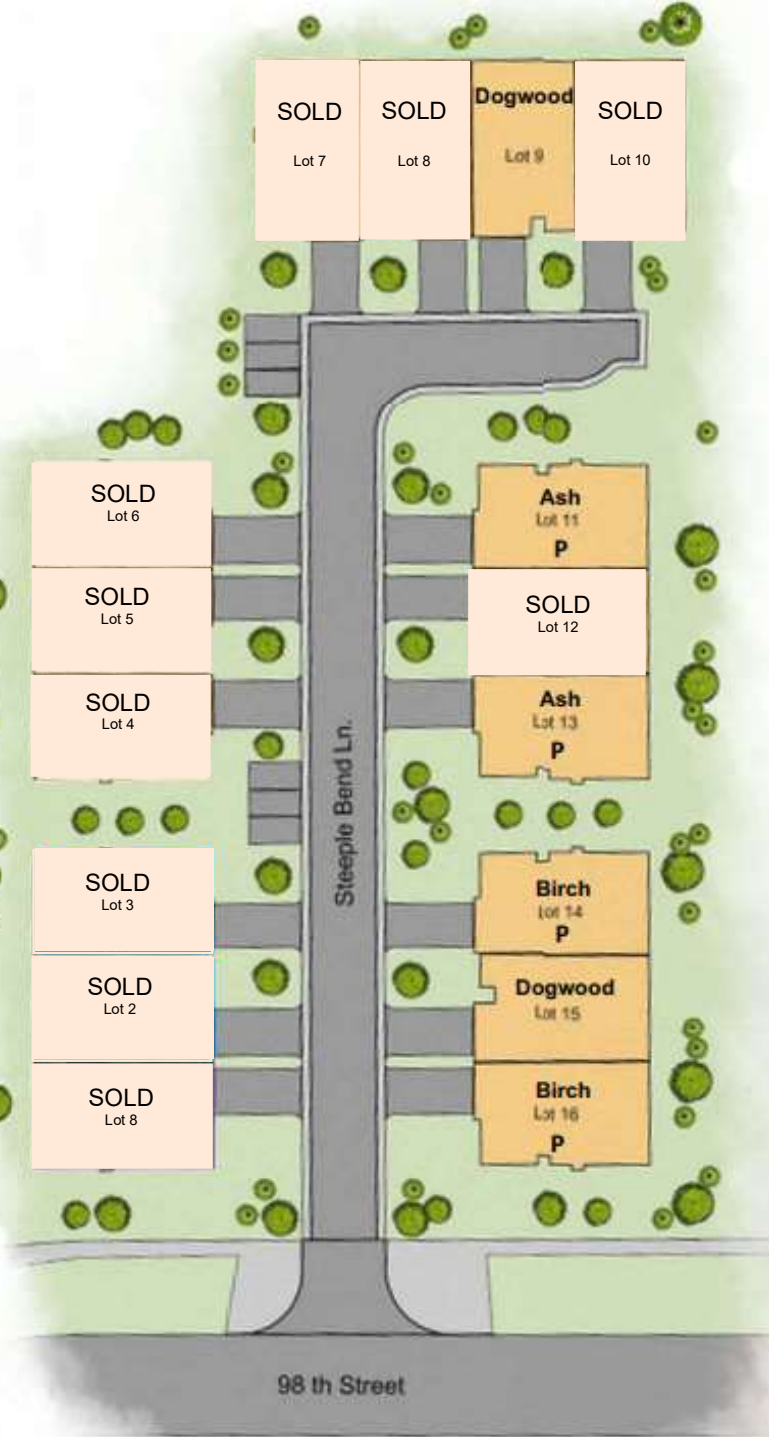 SOLD
Lot 7
SOLD
Lot 8
Dogwood
Lot 9
SOLD
Lot 10
SOLD
Lot 6
SOLD
Lot 5
SOLD
Lot 4
Ash
Lot 11
P
SOLD
Lot 12
Ash
Lot 13
P
Steeple Bend Ln.
SOLD
Lot 3
SOLD
Lot 2
SOLD
Lot 8
Birch
Lot 14
P
Dogwood
Lot 15
Birch
Lot 16
P
98 th Street